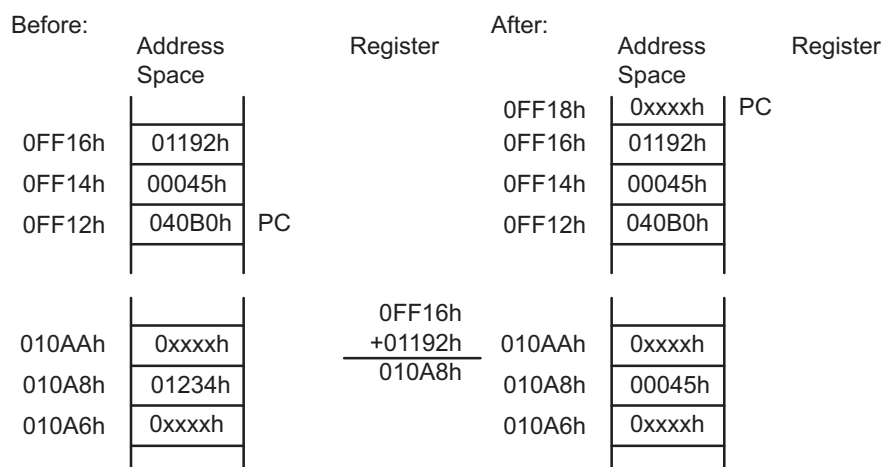 Before:
Address Space
Register
0FF16h 01192h
0FF14h 00045h
0FF12h 040B0h PC
010AAh 0xxxxh
010A8h 01234h
010A6h 0xxxxh
0FF16h
+01192h
010A8h
After:
Address Space
Register
0FF18h 0xxxxh PC
0FF16h 01192h
0FF14h 00045h
0FF12h 040B0h
010AAh 0xxxxh
010A8h 00045h
010A6h 0xxxxh